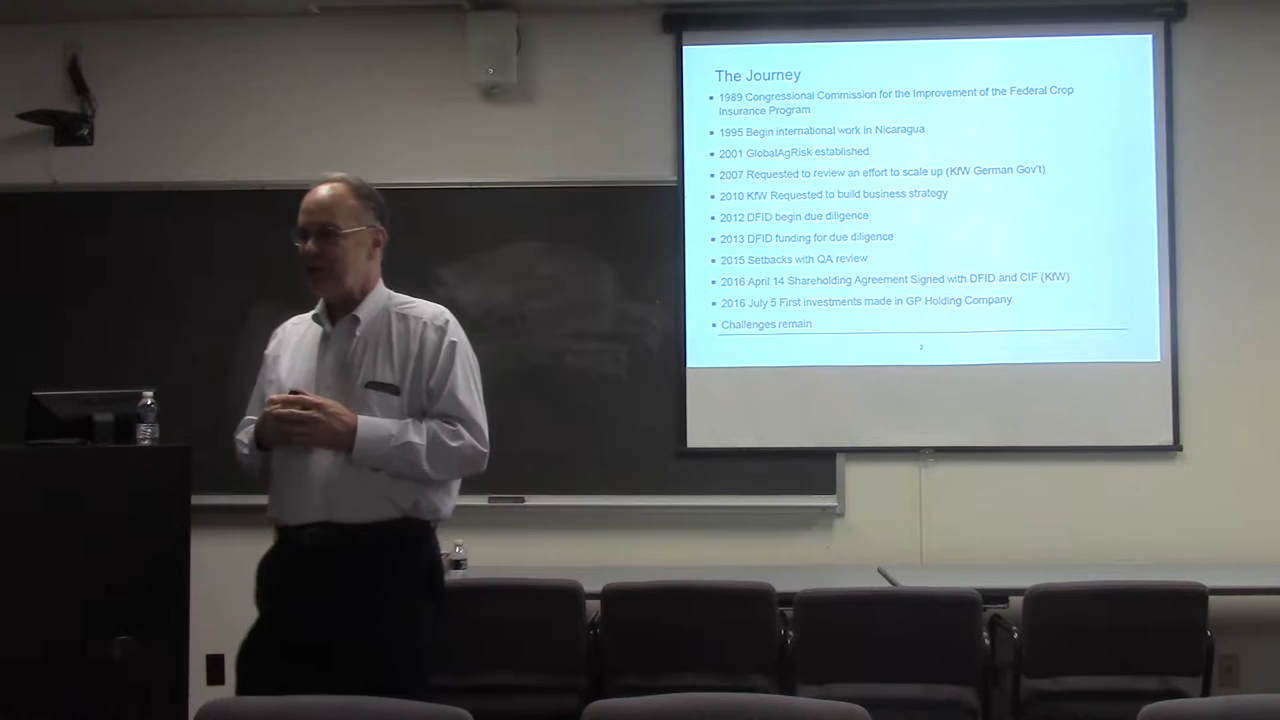 The Journey
1989 Congressional Commission for the Improvement of the Federal Crop
Insurance Program
1995 Begin international work in Nicaragua
2001 GlobalAgRisk established
2007 Requested to review an effort to scale up (KfW German Gov't)
2010 KfW Requested to build business strategy
2012 DFID begin due diligence
2013 DFID funding for due diligence
2015 Setbacks with QA review
2016 April 14 Shareholding Agreement Signed with DFID and CIF (KfW)
2016 July 5 First investments made in GP Holding Company
Challenges remain
2